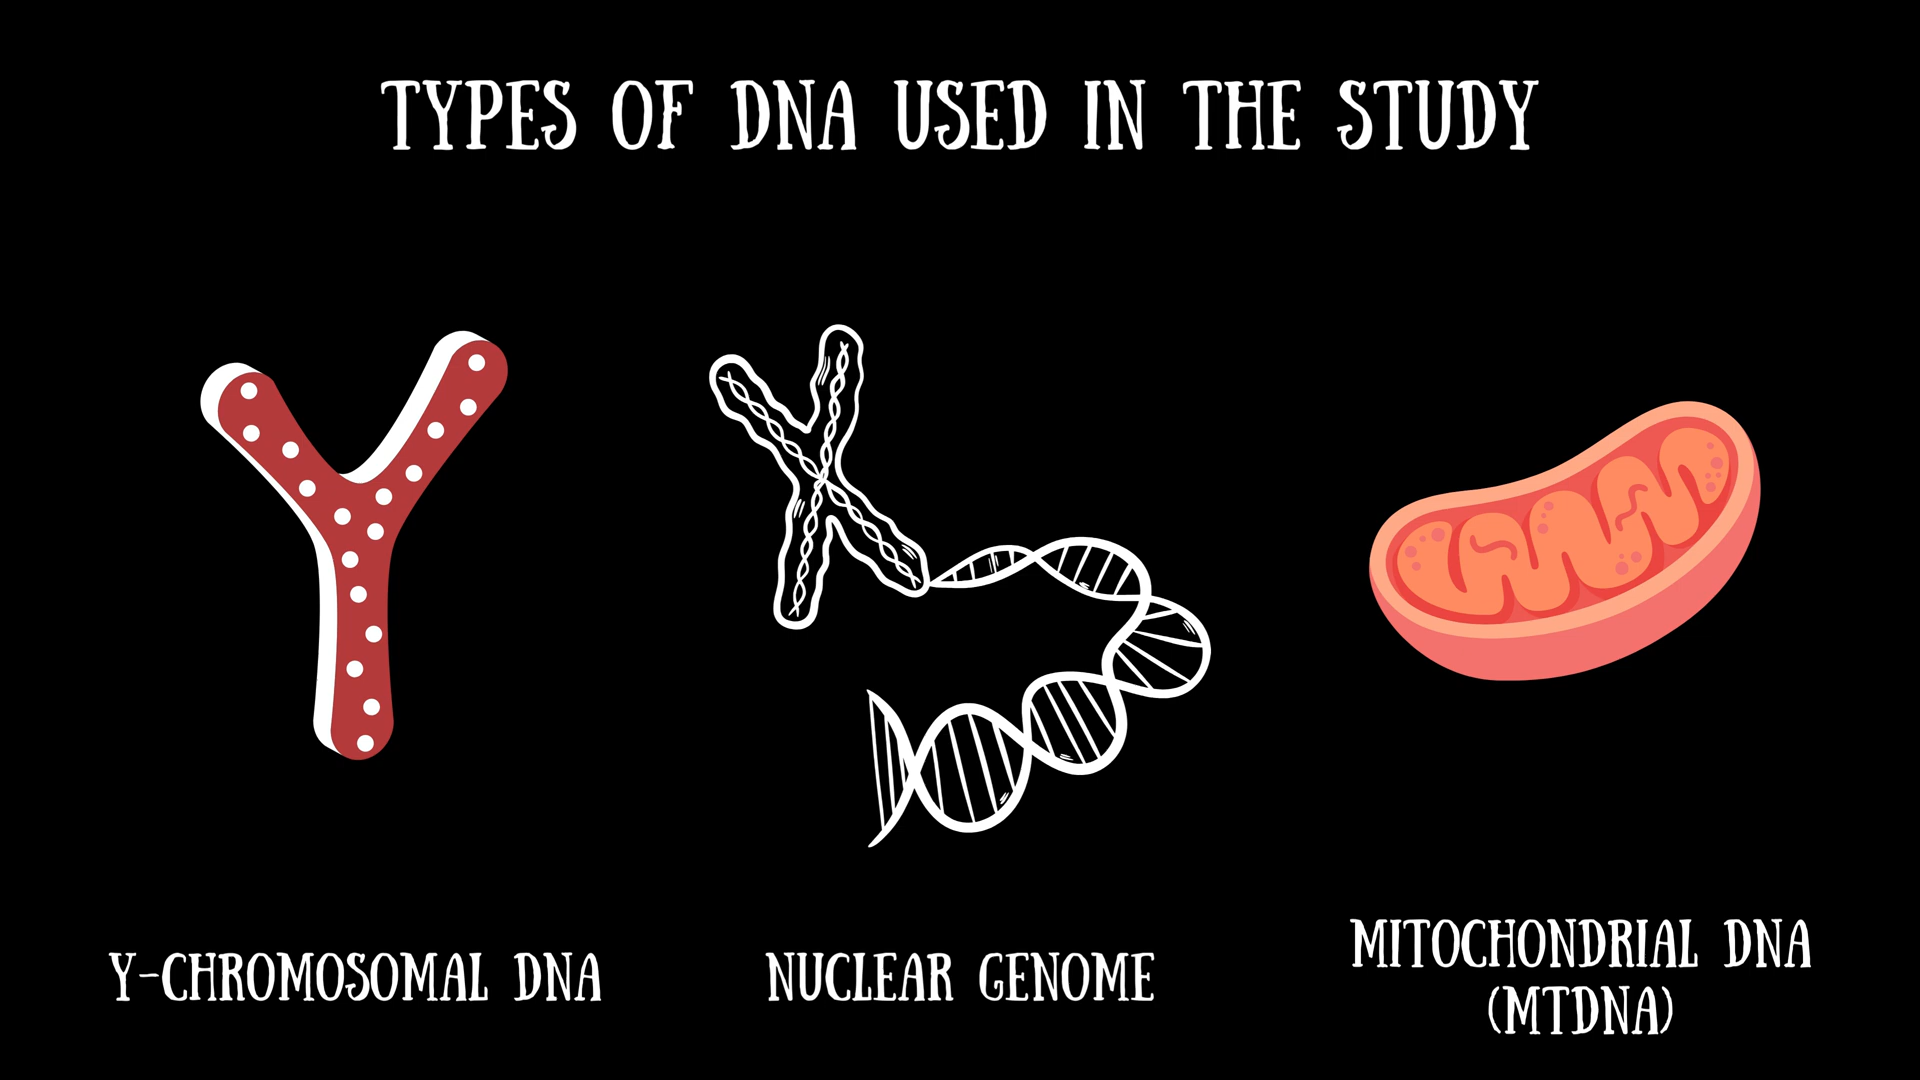 TYPES OF DNA USED IN THE STUDY
Y-CHROMOSOMAL DNA
NUCLEAR GENOME
MITOCHONDRIAL DNA
(MTDNA)